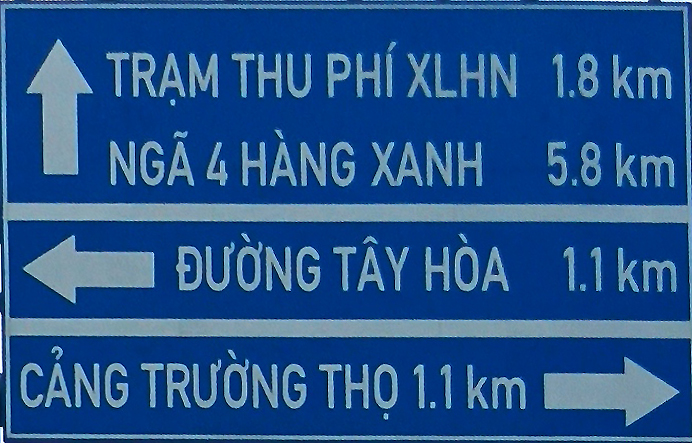 TRẠM THU PHÍ XLHN 1.8 km
NGÃ 4 HÀNG XANH 5.8 km
ĐƯỜNG TÂY HÒA 1.1 km
CẢNG TRƯỜNG THỌ 1.1 km